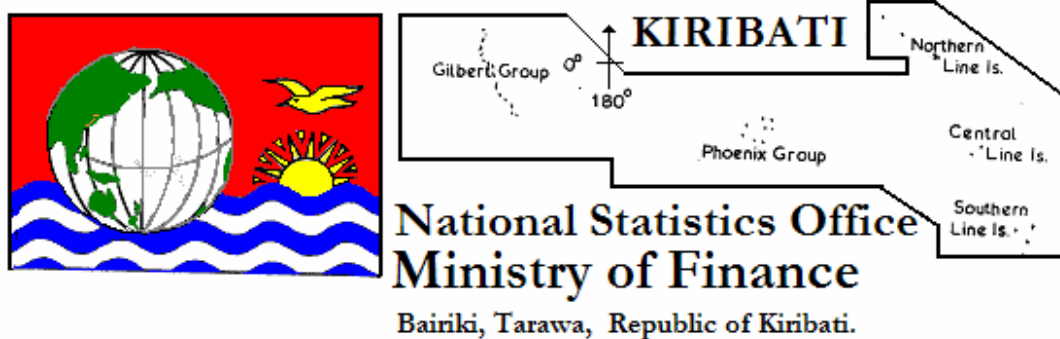 KIRIBATI
Northern
Line Is.
Gilbert Group
0°
180°
Central
Line Is.
Phoenix Group
Southern
Line Is.
National Statistics Office
Ministry of Finance
Bairiki, Tarawa, Republic of Kiribati.